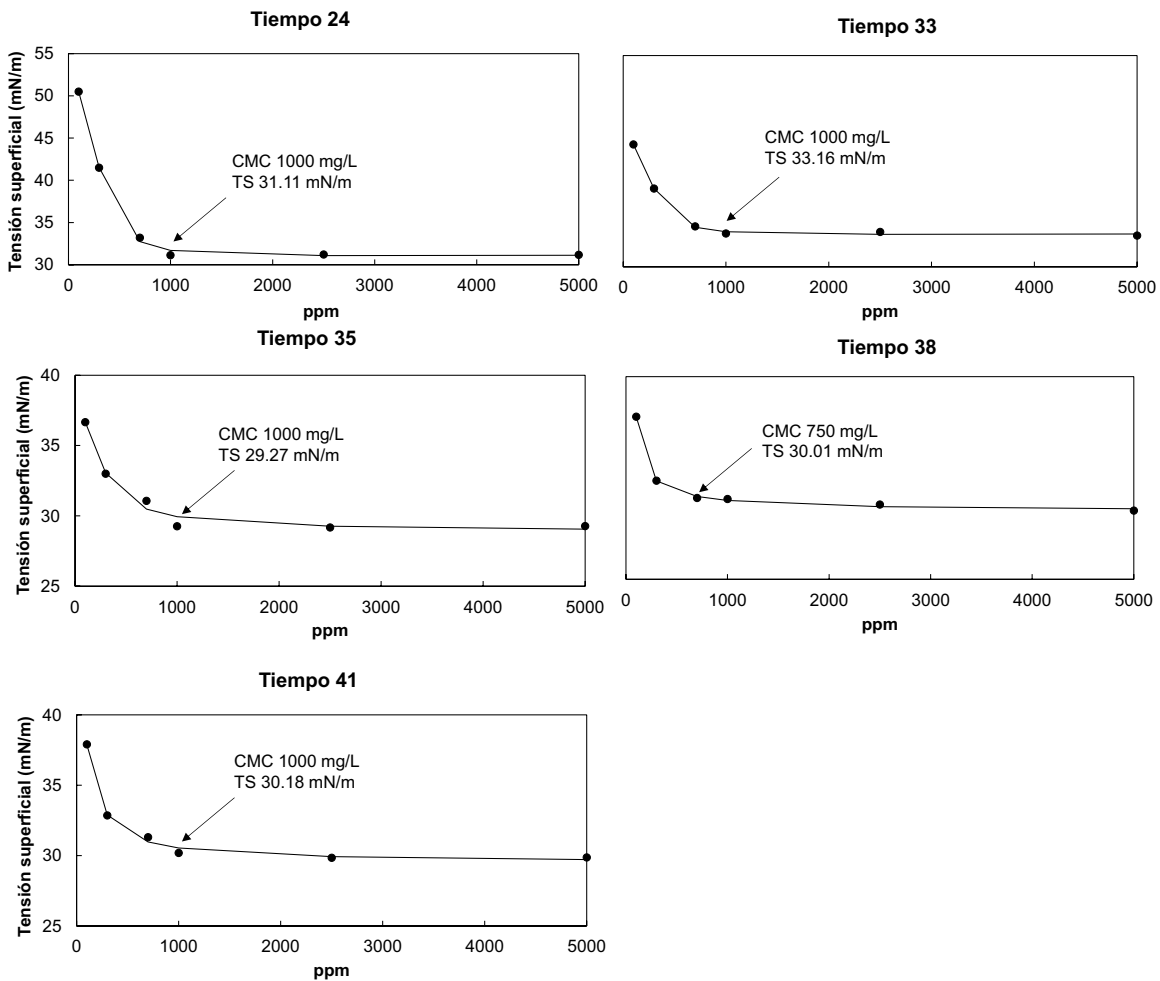 Tiempo 24
Tensión superficial (mN/m)
55
50
45
40
35
30
CMC 1000 mg/L
TS 31.11 mN/m
0 1000 2000 3000 4000 5000
ppm
Tiempo 33
CMC 1000 mg/L
TS 33.16 mN/m
0 1000 2000 3000 4000 5000
ppm
Tiempo 35
Tensión superficial (mN/m)
40
35
30
25
CMC 1000 mg/L
TS 29.27 mN/m
0 1000 2000 3000 4000 5000
ppm
Tiempo 38
CMC 750 mg/L
TS 30.01 mN/m
0 1000 2000 3000 4000 5000
ppm
Tiempo 41
Tensión superficial (mN/m)
40
35
30
25
CMC 1000 mg/L
TS 30.18 mN/m
0 1000 2000 3000 4000 5000
ppm